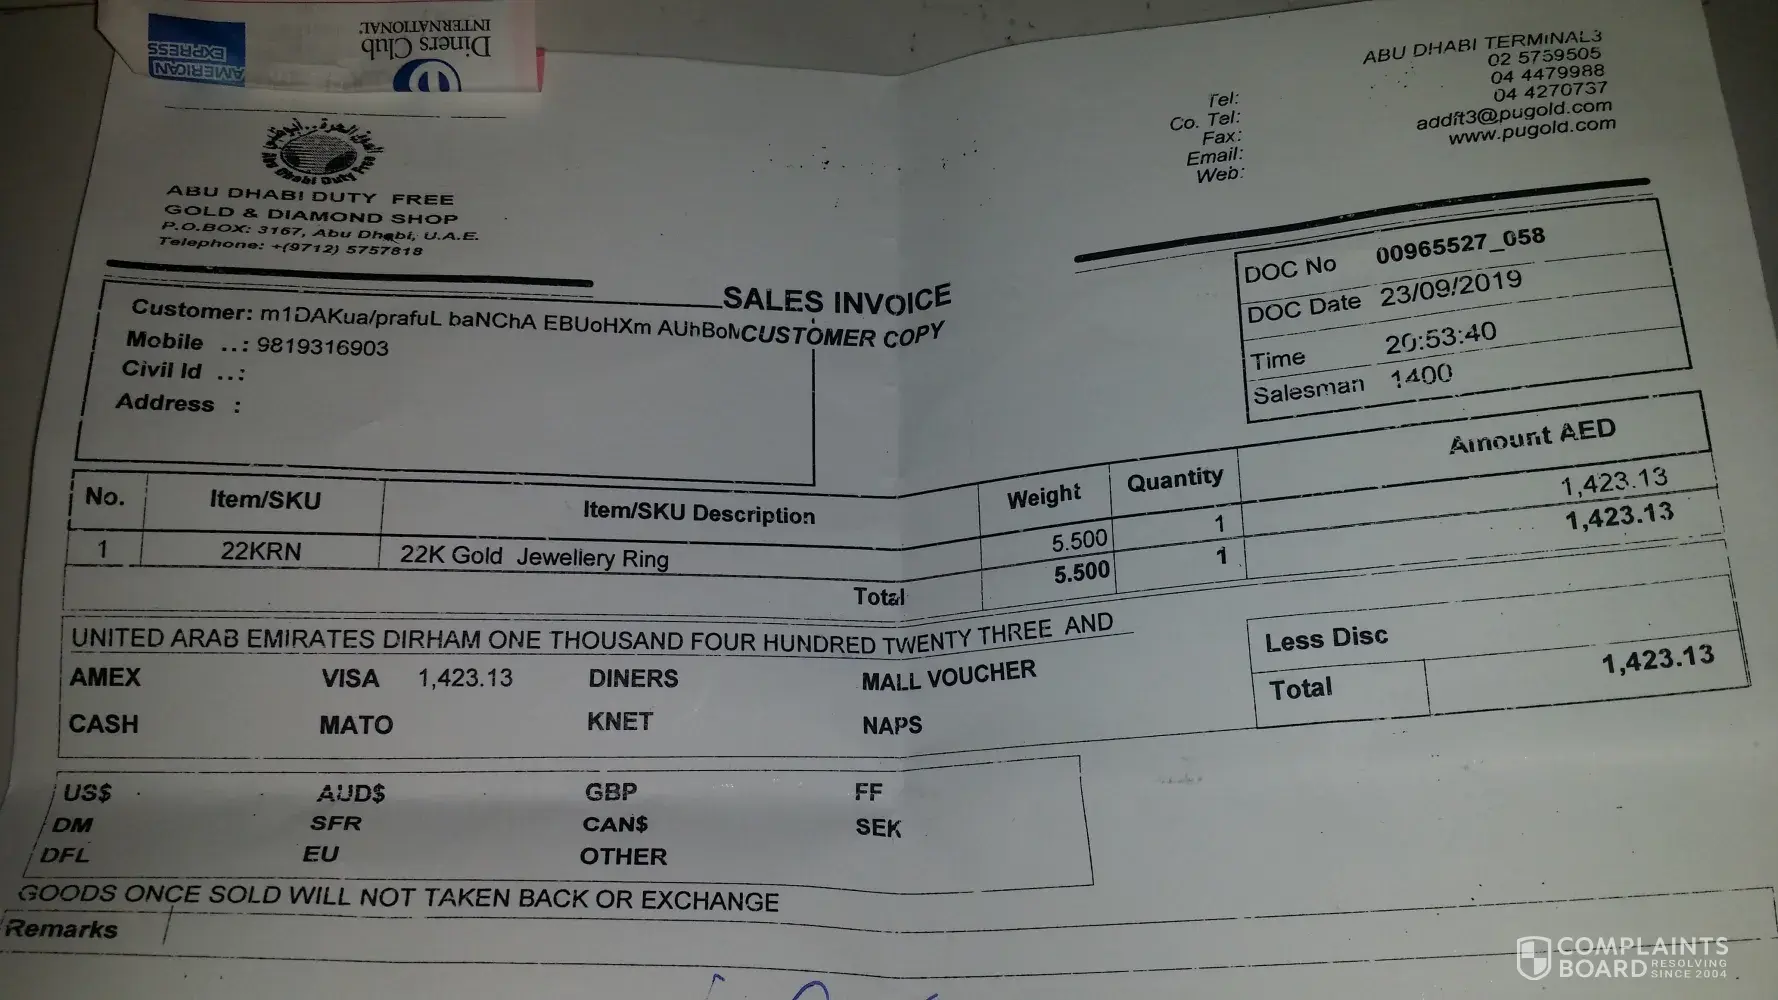 AMERICAN
EXPRESS
Diners Club
INTERNATIONAL
Abu Dhabi Duty Free
ABU DHABI DUTY FREE
GOLD & DIAMOND SHOP
P.O.BOX: 3167, Abu Dhabi, U.A.E.
Telephone: +(9712) 5757818
ABU DHABI TERMINAL3
Tel: 02 5759505
Co. Tel: 04 4479988
Fax: 04 4270737
Email: addft3@pugold.com
Web: www.pugold.com
SALES INVOICE
CUSTOMER COPY
Customer: m1DAKua/prafuL baNChA EBUoHXm AUhBoN
Mobile ..: 9819316903
Civil Id ..:
Address :
DOC No 00965527_058
DOC Date 23/09/2019
Time 20:53:40
Salesman 1400
No. Item/SKU Item/SKU Description Weight Quantity Amount AED
1 22KRN 22K Gold Jewellery Ring 5.500 1 1,423.13
Total 5.500 1 1,423.13
UNITED ARAB EMIRATES DIRHAM ONE THOUSAND FOUR HUNDRED TWENTY THREE AND
AMEX VISA 1,423.13 DINERS MALL VOUCHER
CASH MATO KNET NAPS
Less Disc
Total 1,423.13
US$ AUD$ GBP FF
DM SFR CAN$ SEK
DFL EU OTHER
GOODS ONCE SOLD WILL NOT TAKEN BACK OR EXCHANGE
Remarks
COMPLAINTS
BOARD RESOLVING SINCE 2004